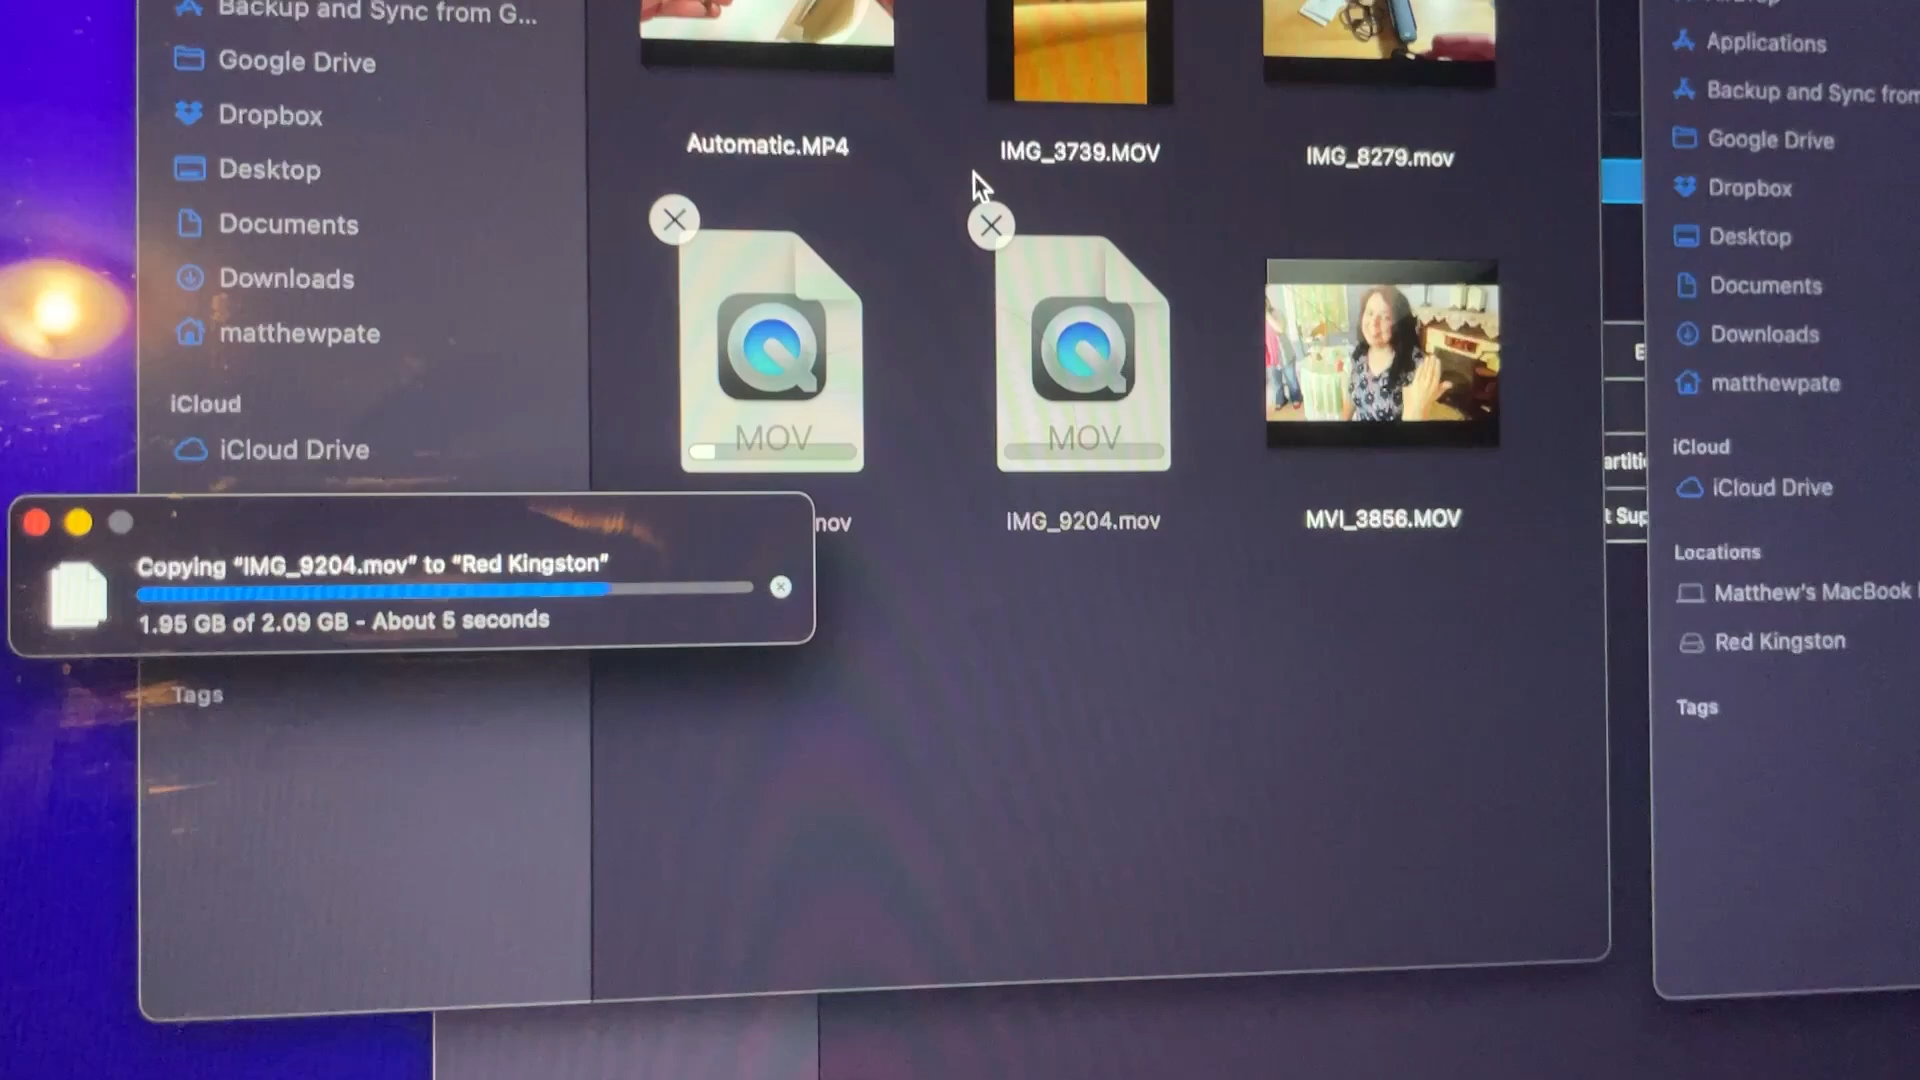 Backup and Sync from G...
Google Drive
Dropbox
Desktop
Documents
Downloads
matthewpate
iCloud
iCloud Drive
Tags
Automatic.MP4
IMG_3739.MOV
IMG_8279.mov
MOV
MOV
nov
IMG_9204.mov
MVI_3856.MOV
Copying “IMG_9204.mov” to “Red Kingston”
1.95 GB of 2.09 GB - About 5 seconds
E
artiti
t Sup
Applications
Backup and Sync from
Google Drive
Dropbox
Desktop
Documents
Downloads
matthewpate
iCloud
iCloud Drive
Locations
Matthew's MacBook
Red Kingston
Tags